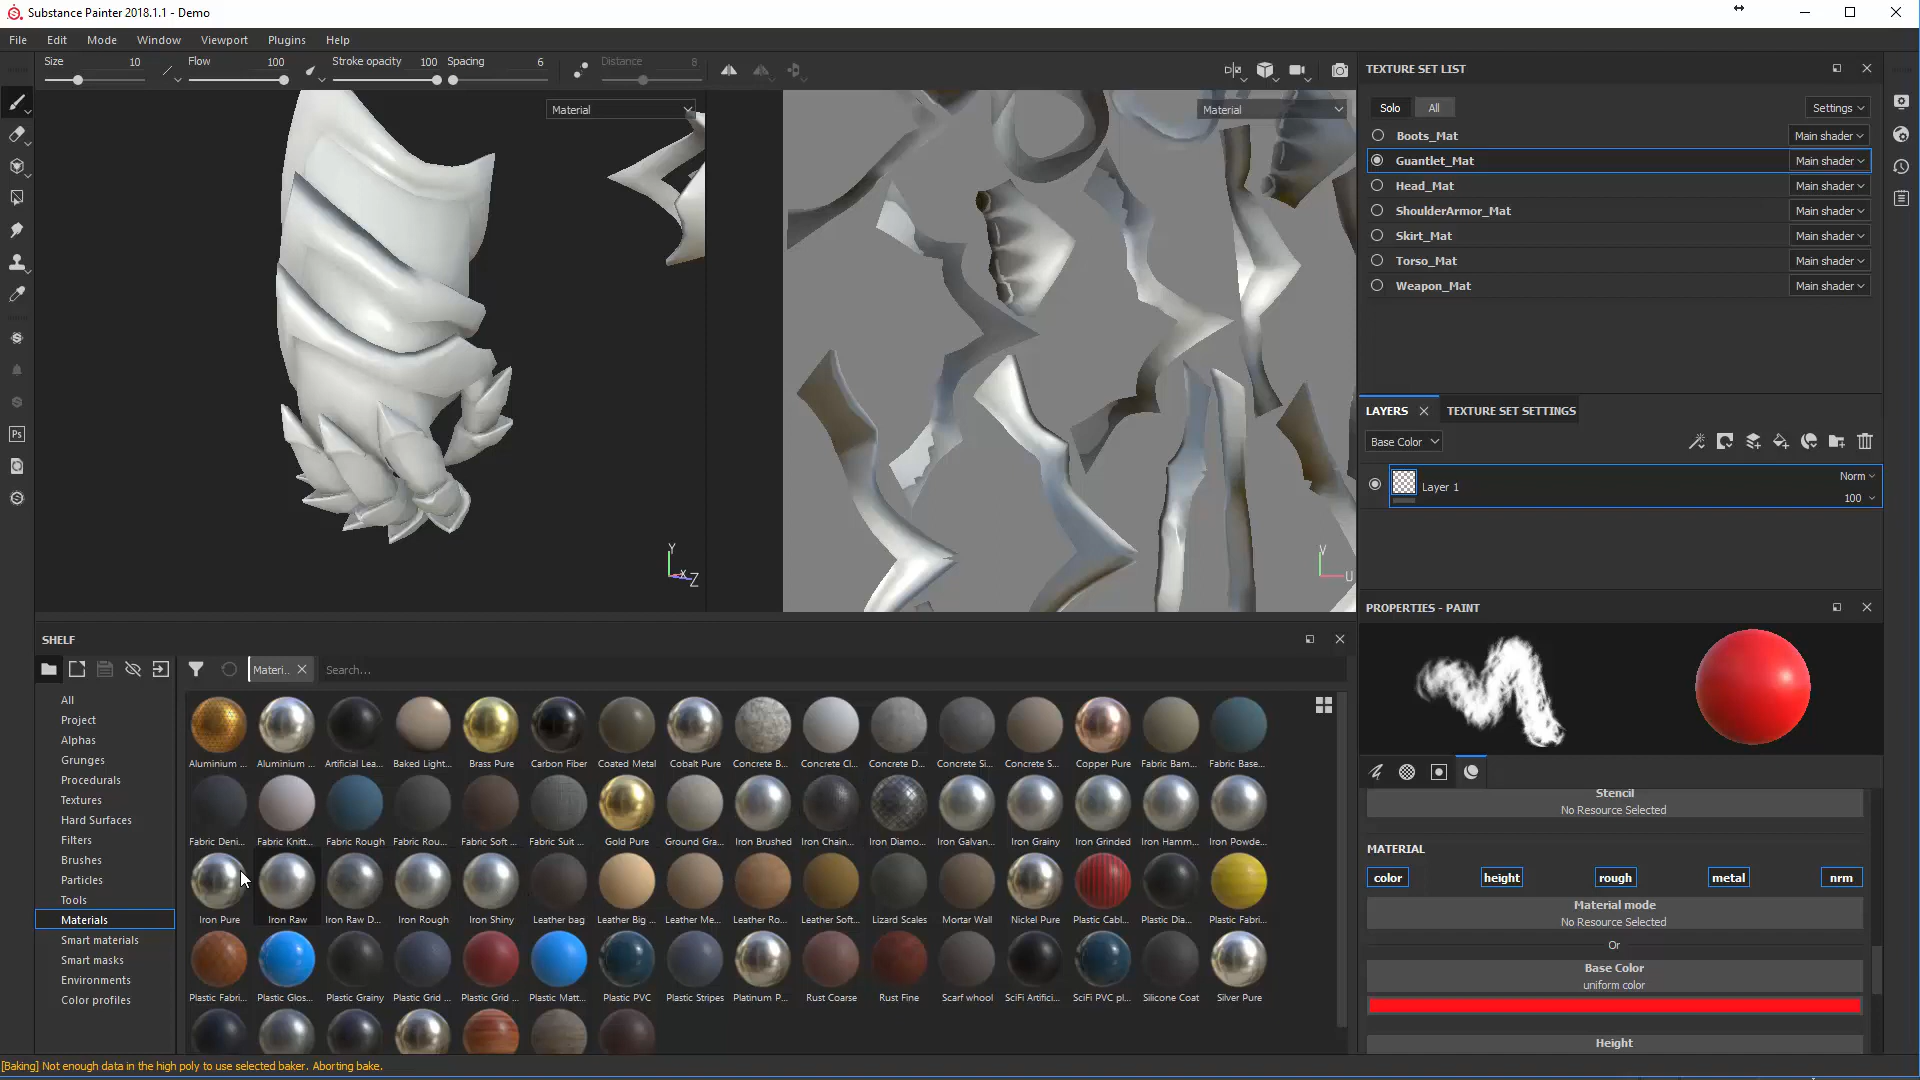 Substance Painter 2018.1.1 - Demo
File Edit Mode Window Viewport Plugins Help
Size 10 Flow 100 Stroke opacity 100 Spacing 6 Distance 8
Material
Material
Y
X
Z
V
U
TEXTURE SET LIST
Solo All Settings
Boots_Mat Main shader
Guantlet_Mat Main shader
Head_Mat Main shader
ShoulderArmor_Mat Main shader
Skirt_Mat Main shader
Torso_Mat Main shader
Weapon_Mat Main shader
LAYERS TEXTURE SET SETTINGS
Base Color
Layer 1 Norm
100
PROPERTIES - PAINT
Stencil
No Resource Selected
MATERIAL
color height rough metal nrm
Material mode
No Resource Selected
Or
Base Color
uniform color
Height
SHELF
Materi.. Search...
All
Project
Alphas
Grunges
Procedurals
Textures
Hard Surfaces
Filters
Brushes
Particles
Tools
Materials
Smart materials
Smart masks
Environments
Color profiles
Aluminium ... Aluminium ... Artificial Lea... Baked Light... Brass Pure Carbon Fiber Coated Metal Cobalt Pure Concrete B... Concrete Cl... Concrete D... Concrete Si... Concrete S... Copper Pure Fabric Bam... Fabric Base...
Fabric Deni... Fabric Knitt... Fabric Rough Fabric Rou... Fabric Soft ... Fabric Suit ... Gold Pure Ground Gra... Iron Brushed Iron Chain... Iron Diamo... Iron Galvan... Iron Grainy Iron Grinded Iron Hamm... Iron Powde...
Iron Pure Iron Raw Iron Raw D... Iron Rough Iron Shiny Leather bag Leather Big ... Leather Me... Leather Ro... Leather Soft... Lizard Scales Mortar Wall Nickel Pure Plastic Cabl... Plastic Dia... Plastic Fabri...
Plastic Fabri... Plastic Glos... Plastic Grainy Plastic Grid ... Plastic Grid ... Plastic Matt... Plastic PVC Plastic Stripes Platinum P... Rust Coarse Rust Fine Scarf whool SciFi Artifici... SciFi PVC pl... Silicone Coat Silver Pure
[Baking] Not enough data in the high poly to use selected baker. Aborting bake.